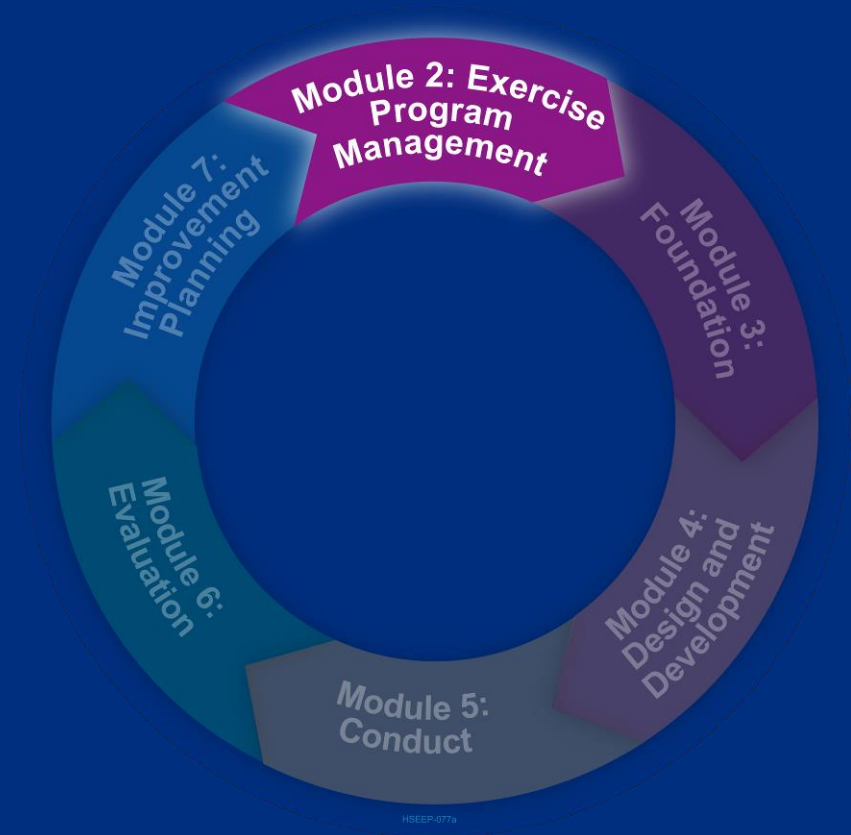 Module 2: Exercise
Program
Management
Module 3:
Foundation
Module 4:
Design and
Development
Module 5:
Conduct
Module 6:
Evaluation
Module 7:
Improvement
Planning
HSEEP-077a